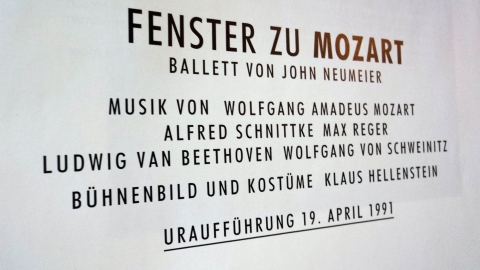 FENSTER ZU MOZART
BALLETT VON JOHN NEUMEIER
MUSIK VON WOLFGANG AMADEUS MOZART
ALFRED SCHNITTKE MAX REGER
LUDWIG VAN BEETHOVEN WOLFGANG VON SCHWEINITZ
BÜHNENBILD UND KOSTÜME KLAUS HELLENSTEIN
URAUFFÜHRUNG 19. APRIL 1991